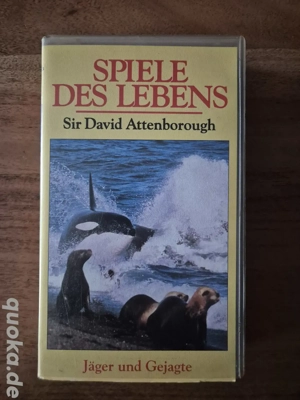 SPIELE
DES LEBENS
Sir David Attenborough
Jäger und Gejagte
quoka.de